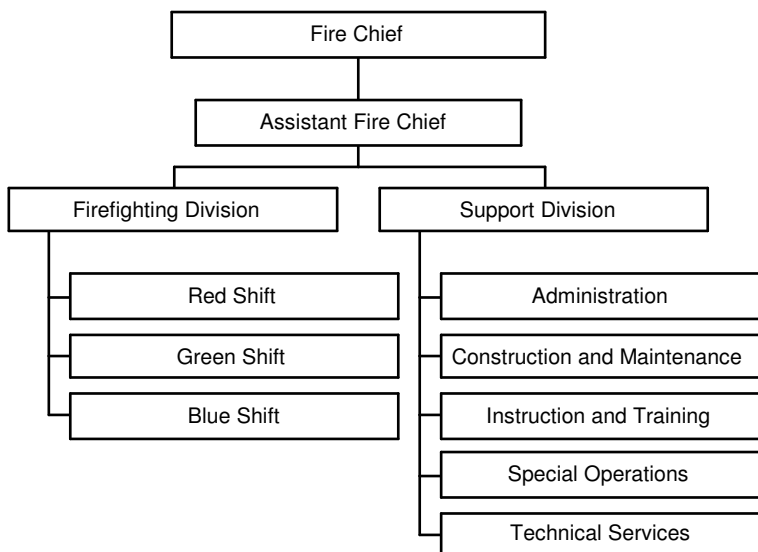 Fire Chief
Assistant Fire Chief
Firefighting Division
Support Division
Red Shift
Green Shift
Blue Shift
Administration
Construction and Maintenance
Instruction and Training
Special Operations
Technical Services